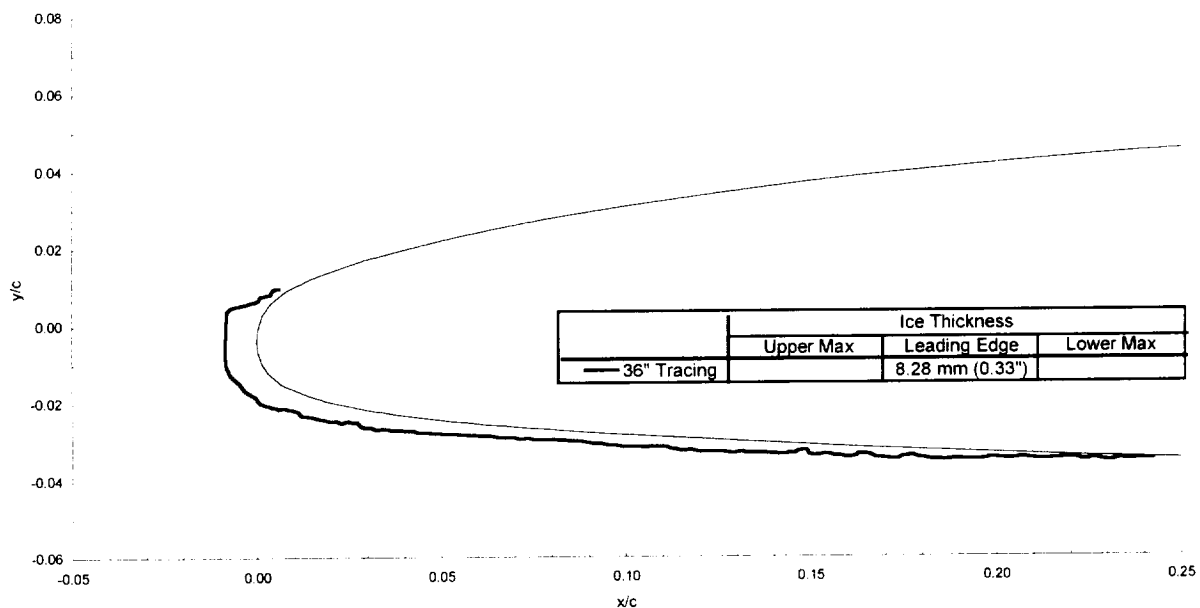 0.08
0.06
0.04
0.02
y/c
0.00
-0.02
-0.04
-0.06
Ice Thickness
Upper Max Leading Edge Lower Max
36" Tracing 8.28 mm (0.33")
-0.05 0.00 0.05 0.10 0.15 0.20 0.25
x/c